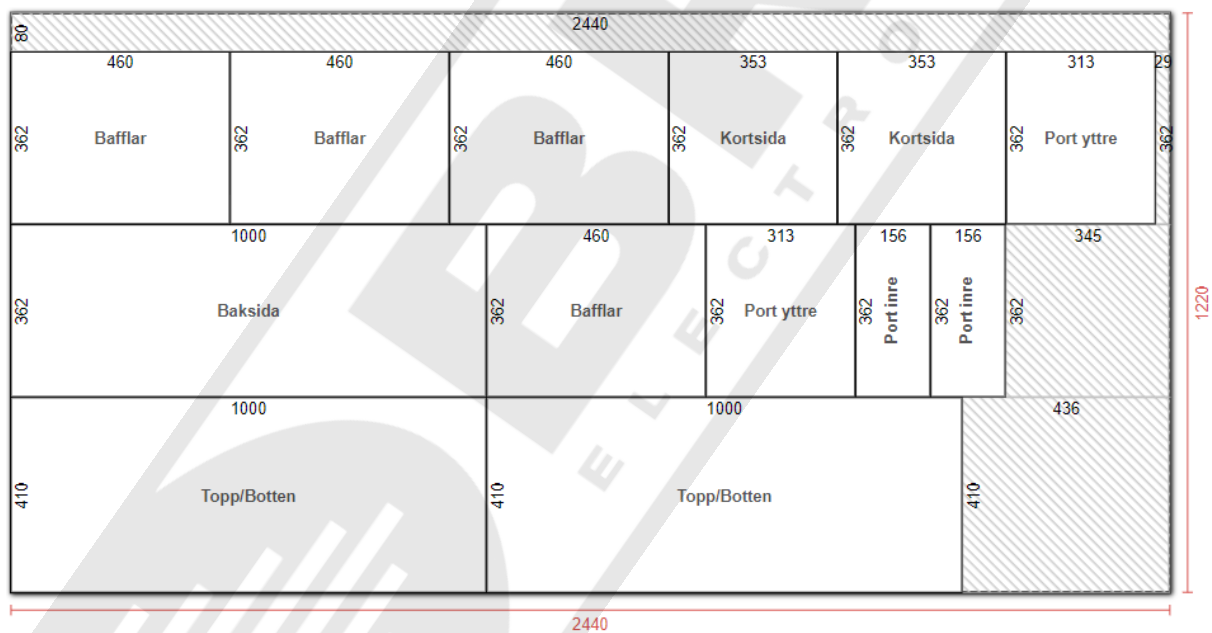 2440
80
460 460 460 353 353 313 29
362 Bafflar 362 Bafflar 362 Bafflar 362 Kortsida 362 Kortsida 362 Port yttre 362
1000 460 313 156 156 345
362 Baksida 362 Bafflar 362 Port yttre 362 Port inre 362 Port inre 362
1220
1000 1000 436
410 Topp/Botten 410 Topp/Botten 410
2440
ELECTRO